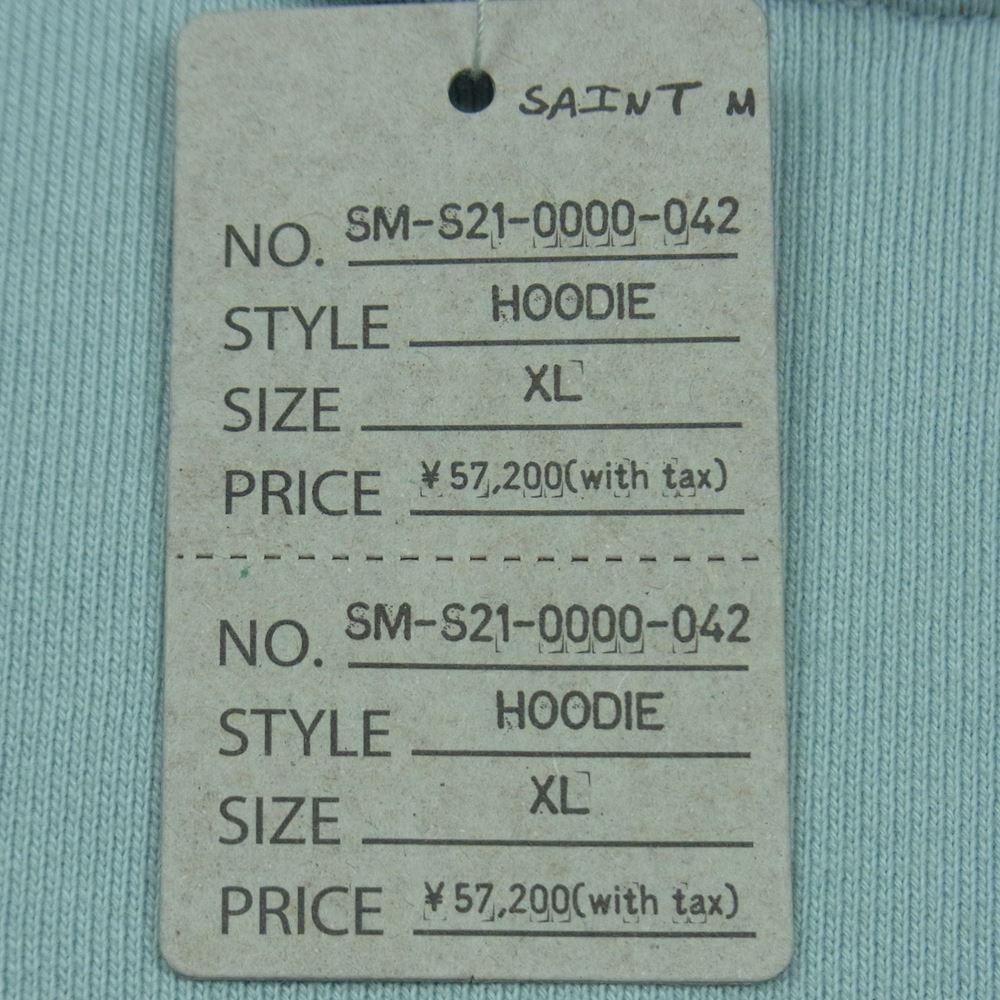 SAINT M
NO. SM-S21-0000-042
STYLE HOODIE
SIZE XL
PRICE ¥57,200(with tax)
NO. SM-S21-0000-042
STYLE HOODIE
SIZE XL
PRICE ¥57,200(with tax)